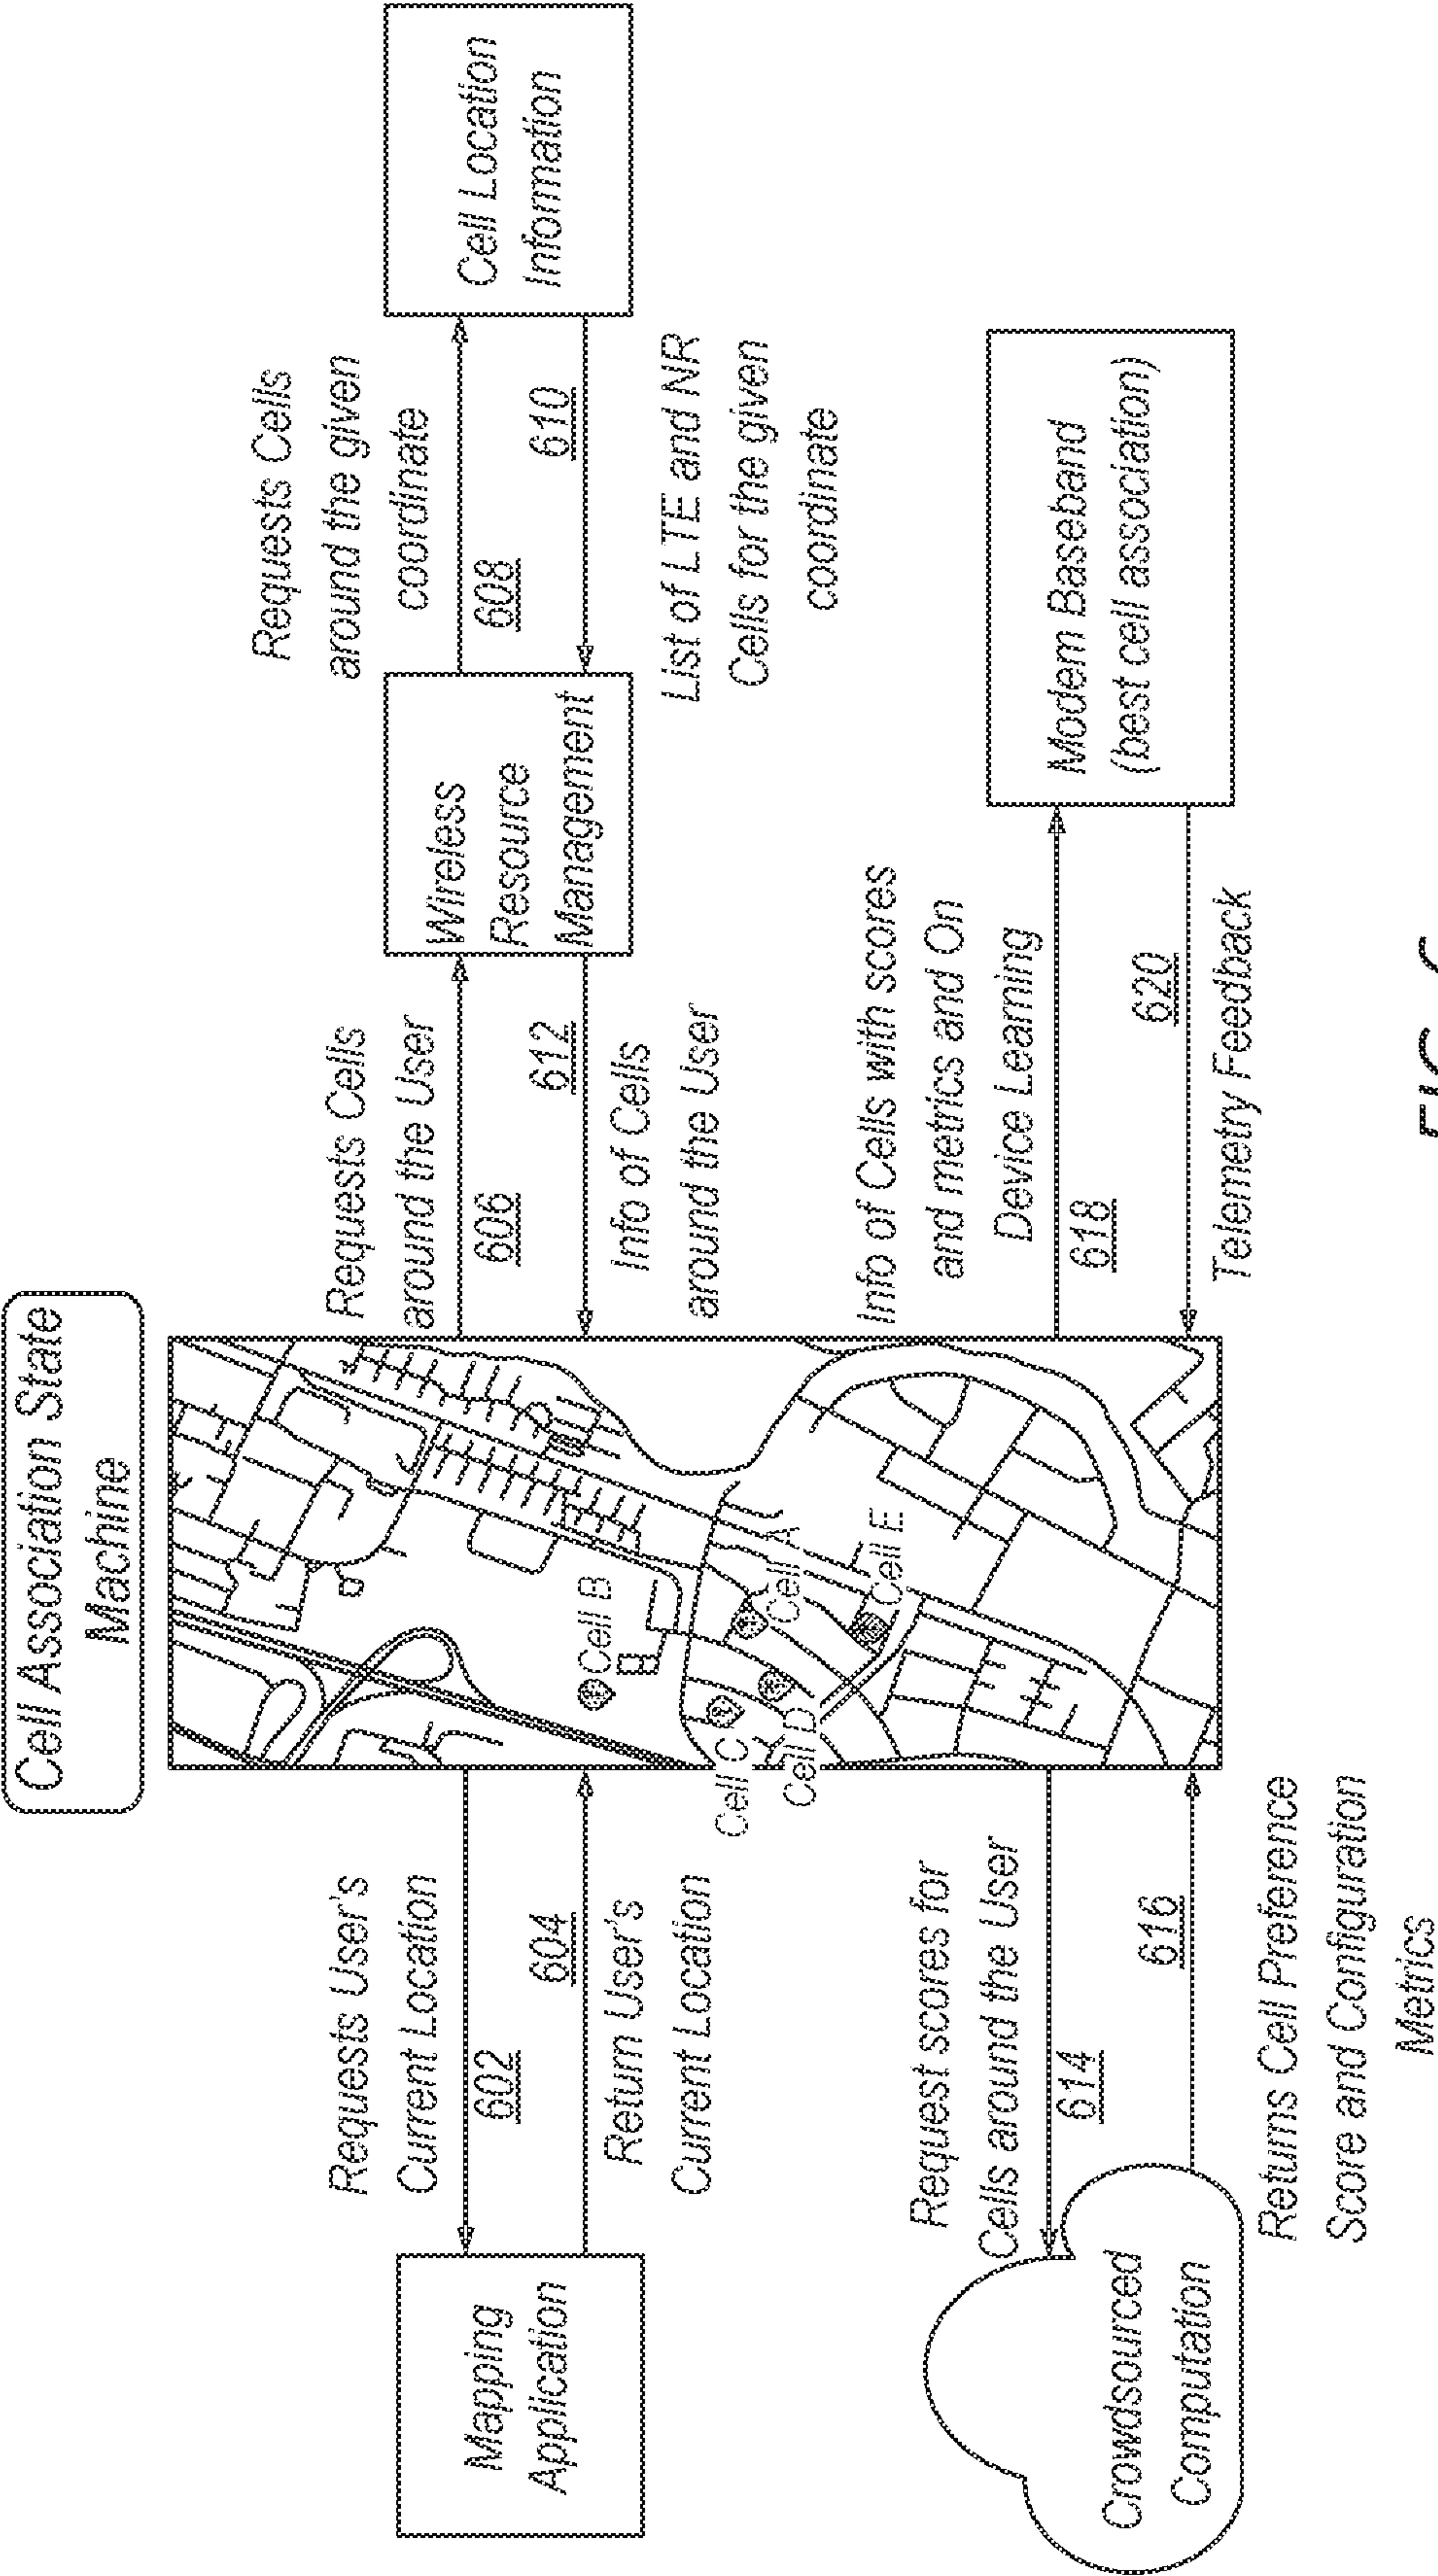 Cell Association State
Machine
Requests User's
Current Location
602
604
Return User's
Current Location
Mapping
Application
Requests Cells
around the User
606
612
Info of Cells
around the User
Wireless
Resource
Management
Requests Cells
around the given
coordinate
608
610
List of LTE and NR
Cells for the given
coordinate
Cell Location
Information
Cell B
Cell A
Cell C
Cell D
Cell E
Request scores for
Cells around the User
614
616
Returns Cell Preference
Score and Configuration
Metrics
Crowdsourced
Computation
Info of Cells with scores
and metrics and On
Device Learning
618
620
Telemetry Feedback
Modem Baseband
(best cell association)